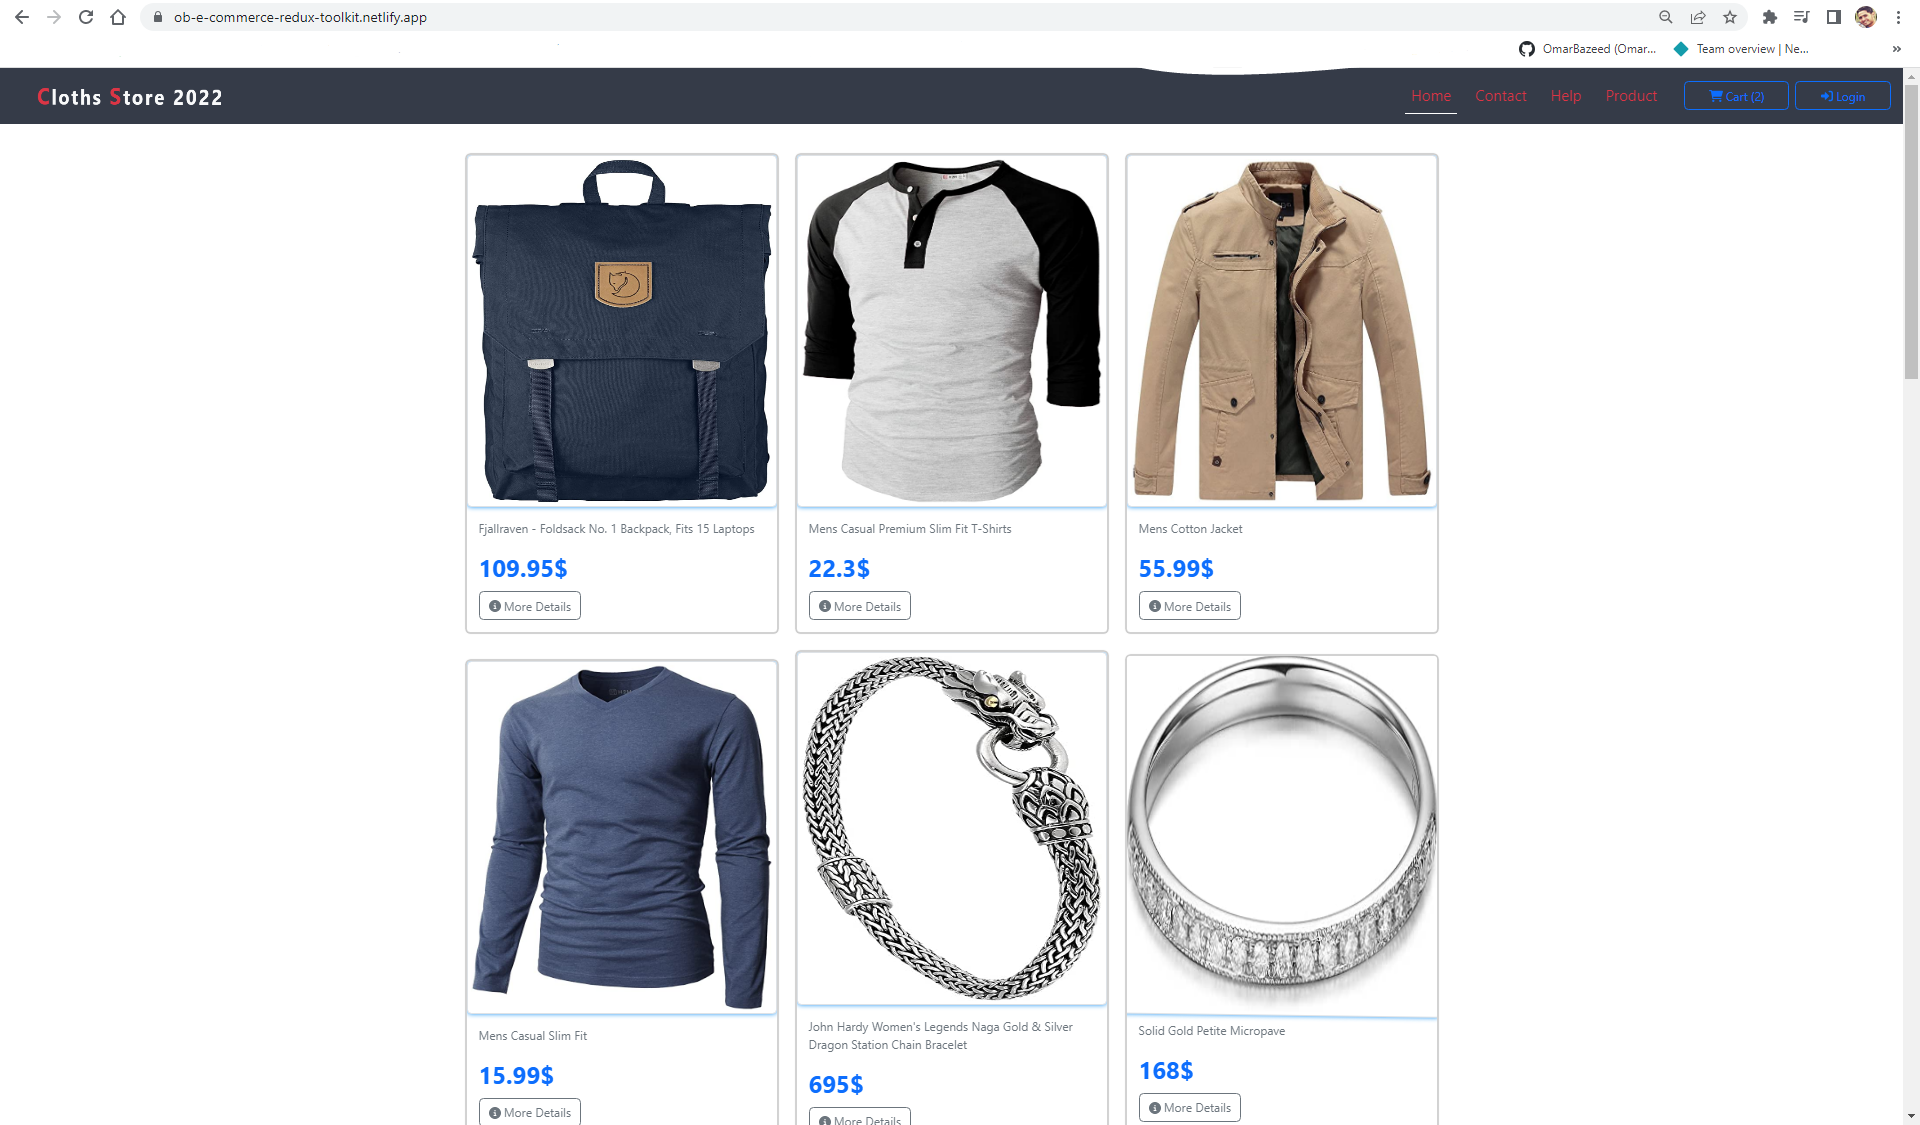 ob-e-commerce-redux-toolkit.netlify.app
OmarBazeed (Omar... Team overview | Ne... »
Cloths Store 2022
Home Contact Help Product Cart (2) Login
Fjallraven - Foldsack No. 1 Backpack, Fits 15 Laptops
109.95$
More Details
Mens Casual Premium Slim Fit T-Shirts
22.3$
More Details
Mens Cotton Jacket
55.99$
More Details
Mens Casual Slim Fit
15.99$
More Details
John Hardy Women's Legends Naga Gold & Silver
Dragon Station Chain Bracelet
695$
More Details
Solid Gold Petite Micropave
168$
More Details